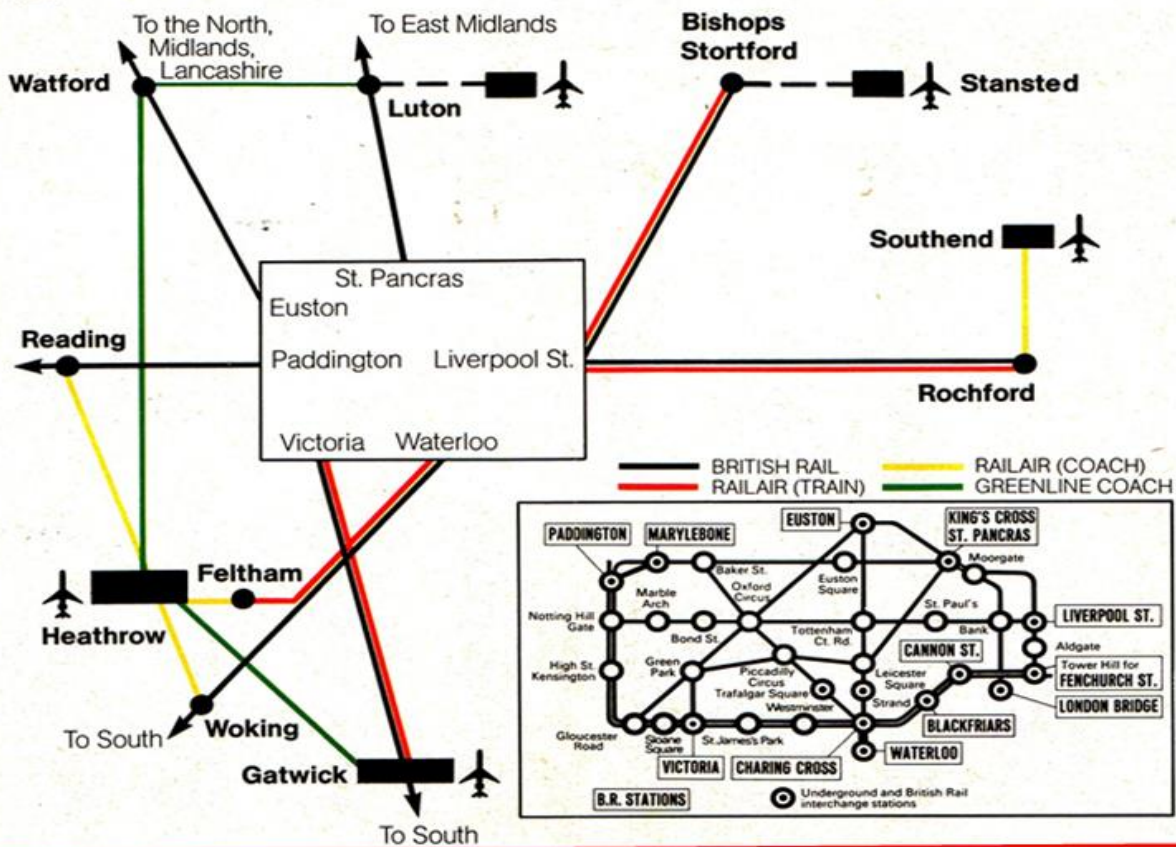 To the North,
Midlands,
Lancashire
To East Midlands
Bishops
Stortford
Watford
Luton
Stansted
Southend
St. Pancras
Euston
Reading
Paddington
Liverpool St.
Rochford
Victoria
Waterloo
BRITISH RAIL
RAILAIR (COACH)
RAILAIR (TRAIN)
GREENLINE COACH
Feltham
Heathrow
Woking
To South
Gatwick
To South
PADDINGTON
MARYLEBONE
EUSTON
KING'S CROSS
ST. PANCRAS
Moorgate
Baker St.
Euston
Square
Marble
Arch
Oxford
Circus
St. Paul's
LIVERPOOL ST.
Notting Hill
Gate
Bond St.
Tottenham
Ct. Rd.
Bank
Aldgate
CANNON ST.
High St.
Kensington
Green
Park
Piccadilly
Circus
Leicester
Square
Tower Hill for
FENCHURCH ST.
Trafalgar Square
Strand
LONDON BRIDGE
Westminster
BLACKFRIARS
Gloucester
Road
Sloane
Square
St.James's Park
WATERLOO
VICTORIA
CHARING CROSS
B.R. STATIONS
Underground and British Rail
interchange stations